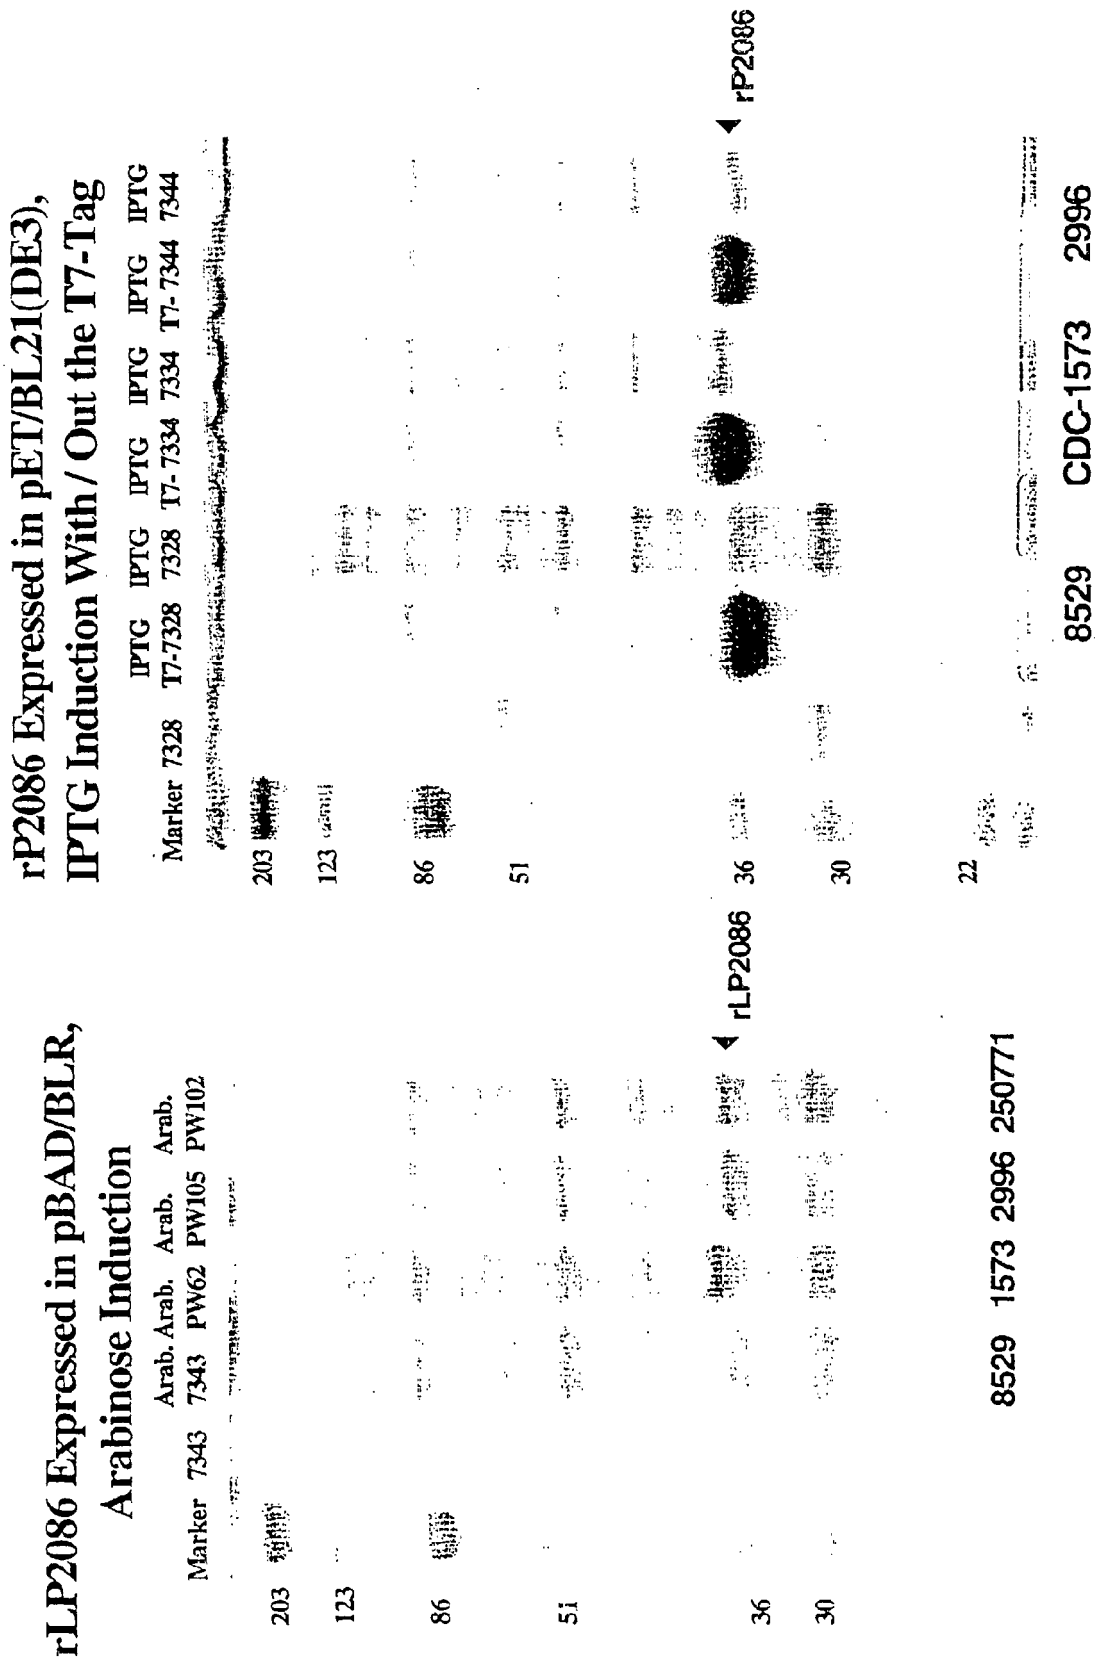 rLP2086 Expressed in pBAD/BLR,
Arabinose Induction
Arab. Arab. Arab. Arab.
Marker 7343 7343 PW62 PW105 PW102
203
123
86
51
36
30
rLP2086
8529 1573 2996 250771
rP2086 Expressed in pET/BL21(DE3),
IPTG Induction With / Out the T7-Tag
IPTG IPTG IPTG IPTG IPTG IPTG
Marker 7328 T7-7328 7328 T7- 7334 7334 T7- 7344 7344
203
123
86
51
36
30
22
rP2086
8529 CDC-1573 2996